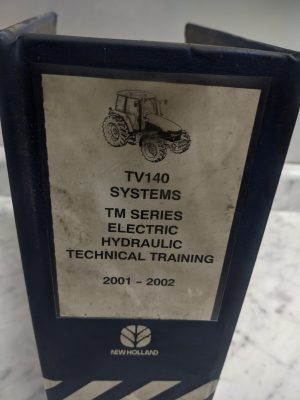 TV140
SYSTEMS
TM SERIES
ELECTRIC
HYDRAULIC
TECHNICAL TRAINING
2001 - 2002
NEW HOLLAND